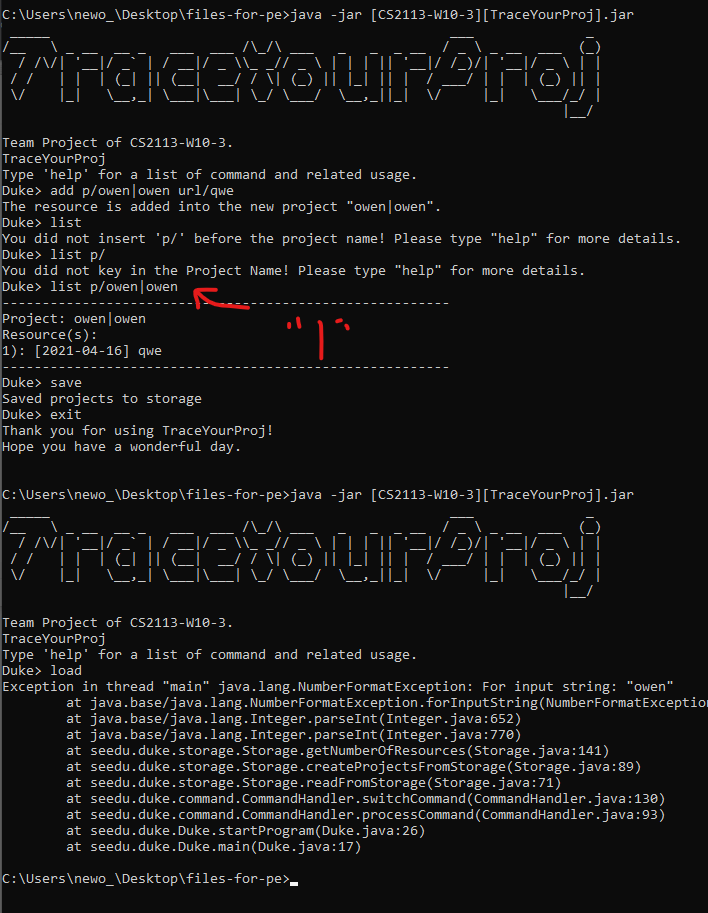 C:\Users\newo_\Desktop\files-for-pe>java -jar [CS2113-W10-3][TraceYourProj].jar
TraceYourProj
Team Project of CS2113-W10-3.
TraceYourProj
Type 'help' for a list of command and related usage.
Duke> add p/owen|owen url/qwe
The resource is added into the new project "owen|owen".
Duke> list
You did not insert 'p/' before the project name! Please type "help" for more details.
Duke> list p/
You did not key in the Project Name! Please type "help" for more details.
Duke> list p/owen|owen
--------------------------------------------------------
Project: owen|owen
"|"
Resource(s):
1): [2021-04-16] qwe
--------------------------------------------------------
Duke> save
Saved projects to storage
Duke> exit
Thank you for using TraceYourProj!
Hope you have a wonderful day.
C:\Users\newo_\Desktop\files-for-pe>java -jar [CS2113-W10-3][TraceYourProj].jar
TraceYourProj
Team Project of CS2113-W10-3.
TraceYourProj
Type 'help' for a list of command and related usage.
Duke> load
Exception in thread "main" java.lang.NumberFormatException: For input string: "owen"
at java.base/java.lang.NumberFormatException.forInputString(NumberFormatExceptio
at java.base/java.lang.Integer.parseInt(Integer.java:652)
at java.base/java.lang.Integer.parseInt(Integer.java:770)
at seedu.duke.storage.Storage.getNumberOfResources(Storage.java:141)
at seedu.duke.storage.Storage.createProjectsFromStorage(Storage.java:89)
at seedu.duke.storage.Storage.readFromStorage(Storage.java:71)
at seedu.duke.command.CommandHandler.switchCommand(CommandHandler.java:130)
at seedu.duke.command.CommandHandler.processCommand(CommandHandler.java:93)
at seedu.duke.Duke.startProgram(Duke.java:26)
at seedu.duke.Duke.main(Duke.java:17)
C:\Users\newo_\Desktop\files-for-pe>